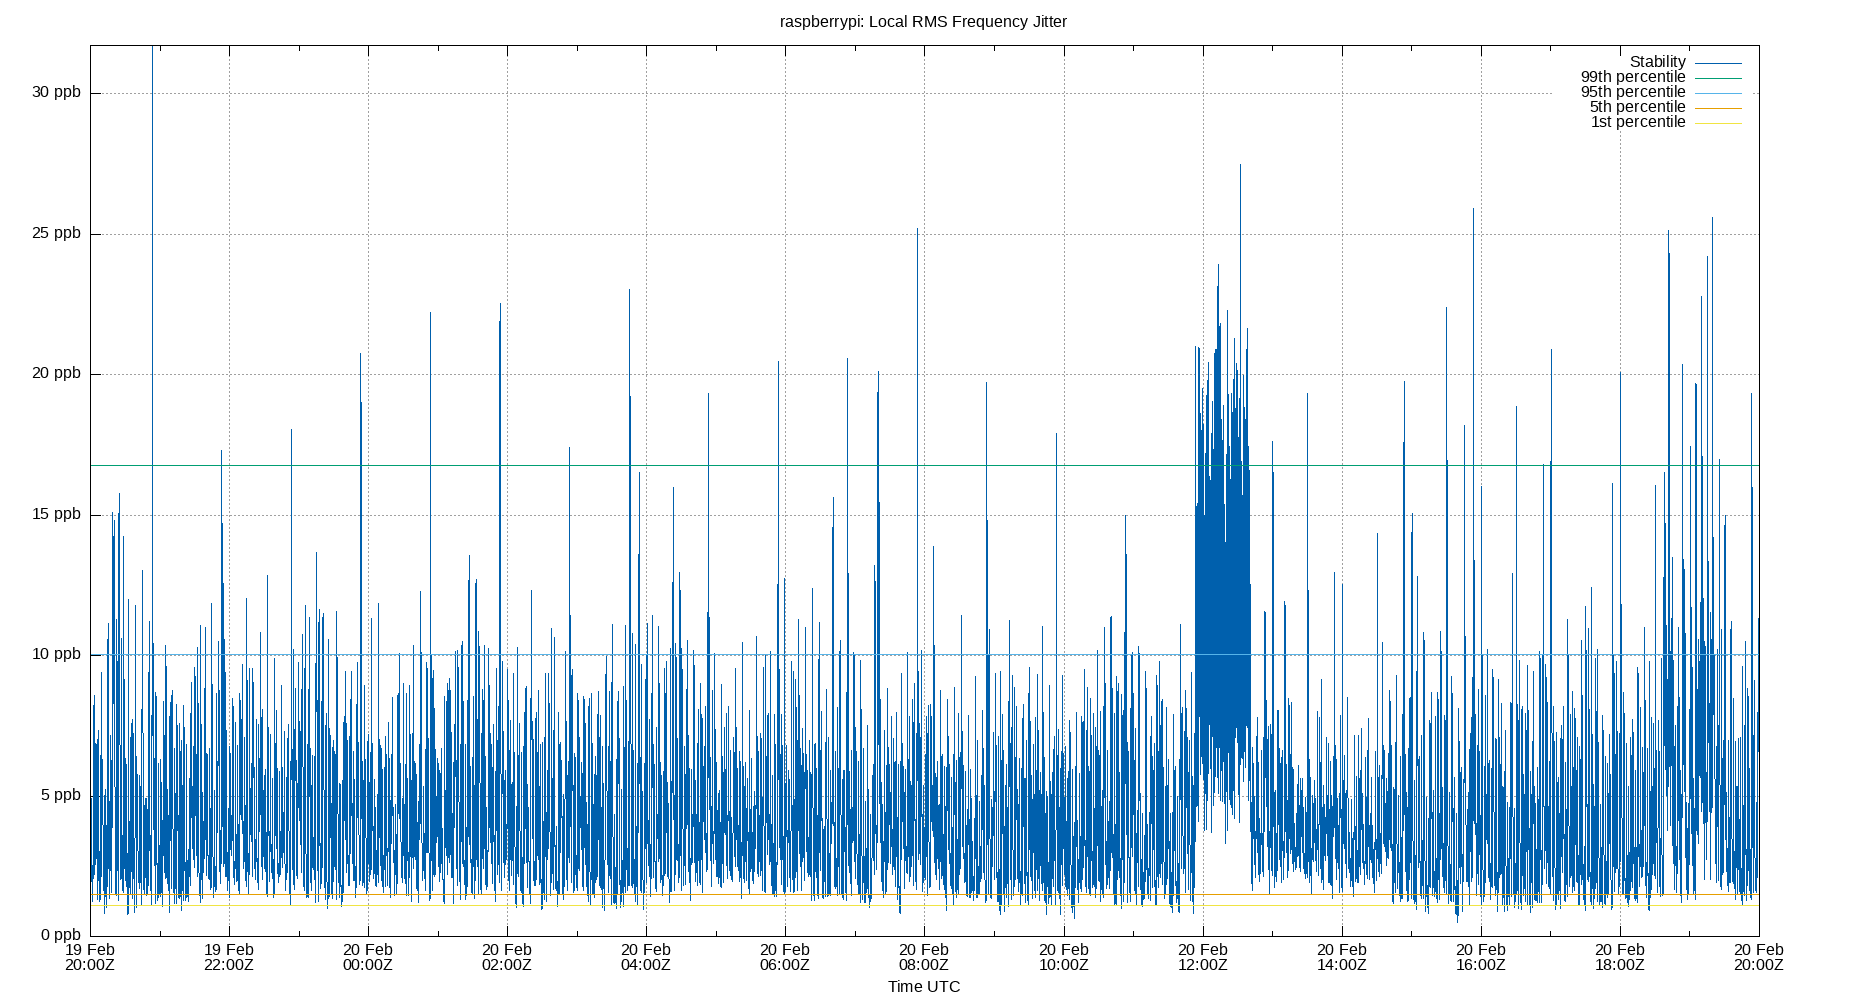 raspberrypi: Local RMS Frequency Jitter
Stability
99th percentile
95th percentile
5th percentile
1st percentile
30 ppb
25 ppb
20 ppb
15 ppb
10 ppb
5 ppb
0 ppb
19 Feb 19 Feb 20 Feb 20 Feb 20 Feb 20 Feb 20 Feb 20 Feb 20 Feb 20 Feb 20 Feb 20 Feb 20 Feb
20:00Z 22:00Z 00:00Z 02:00Z 04:00Z 06:00Z 08:00Z 10:00Z 12:00Z 14:00Z 16:00Z 18:00Z 20:00Z
Time UTC